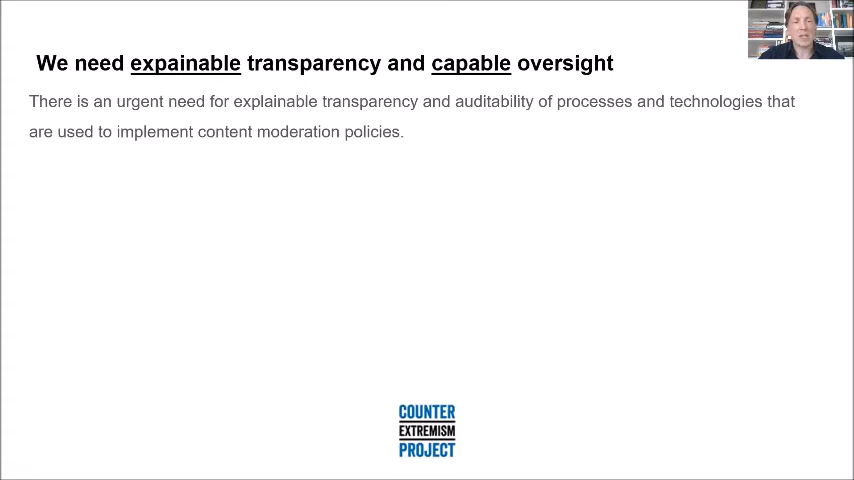 We need expainable transparency and capable oversight
There is an urgent need for explainable transparency and auditability of processes and technologies that
are used to implement content moderation policies.
COUNTER
EXTREMISM
PROJECT